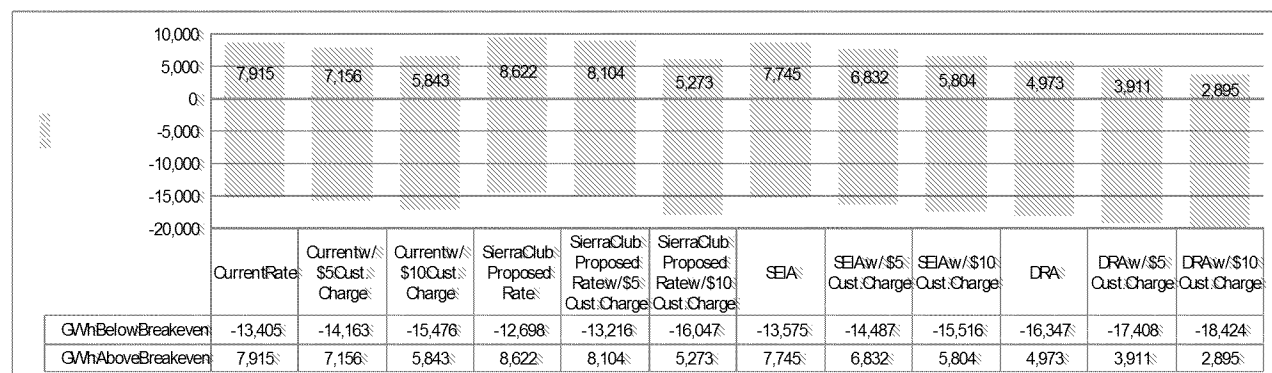 10,000
5,000
0
-5,000
-10,000
-15,000
-20,000
7,915 7,156 5,843 8,622 8,104 5,273 7,745 6,832 5,804 4,973 3,911 2,895
CurrentRate
Currentw/ $5Cust. Charge
Currentw/ $10Cust. Charge
SierraClub Proposed Rate
SierraClub Proposed Ratew/$5 Cust.Charge
SierraClub Proposed Ratew/$10 Cust.Charge
SEIA
SEIAw/$5 Cust.Charge
SEIAw/$10 Cust.Charge
DRA
DRAw/$5 Cust.Charge
DRAw/$10 Cust.Charge
GWhBelowBreakeven -13,405 -14,163 -15,476 -12,698 -13,216 -16,047 -13,575 -14,487 -15,516 -16,347 -17,408 -18,424
GWhAboveBreakeven 7,915 7,156 5,843 8,622 8,104 5,273 7,745 6,832 5,804 4,973 3,911 2,895